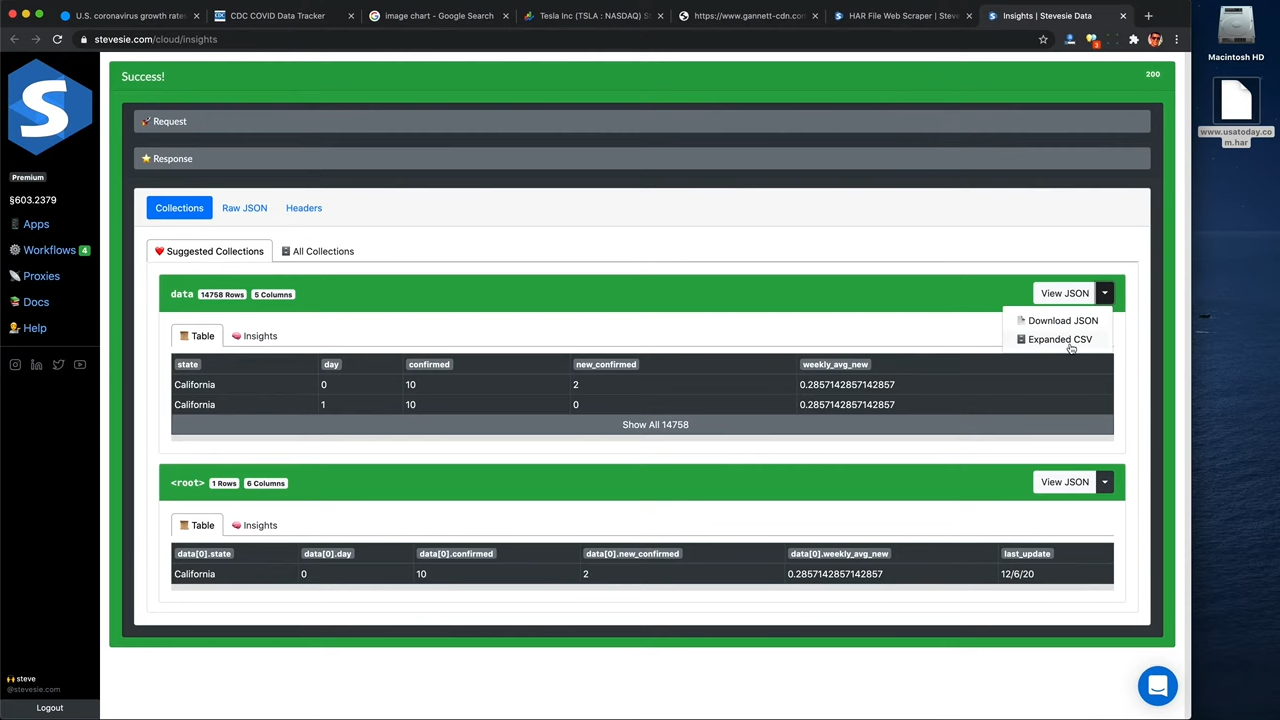 U.S. coronavirus growth rates
CDC COVID Data Tracker
image chart - Google Search
Tesla Inc (TSLA : NASDAQ) S
https://www.gannett-cdn.com
HAR File Web Scraper | Steve
Insights | Stevesie Data
stevesie.com/cloud/insights
3
Macintosh HD
www.usatoday.co
m.har
S
Premium
§603.2379
Apps
Workflows 4
Proxies
Docs
Help
steve
@stevesie.com
Logout
Success!
200
Request
Response
Collections Raw JSON Headers
Suggested Collections All Collections
data 14758 Rows 5 Columns
View JSON
Download JSON
Expanded CSV
Table Insights
state day confirmed new_confirmed weekly_avg_new
California 0 10 2 0.2857142857142857
California 1 10 0 0.2857142857142857
Show All 14758
<root> 1 Rows 6 Columns
View JSON
Table Insights
data[0].state data[0].day data[0].confirmed data[0].new_confirmed data[0].weekly_avg_new last_update
California 0 10 2 0.2857142857142857 12/6/20